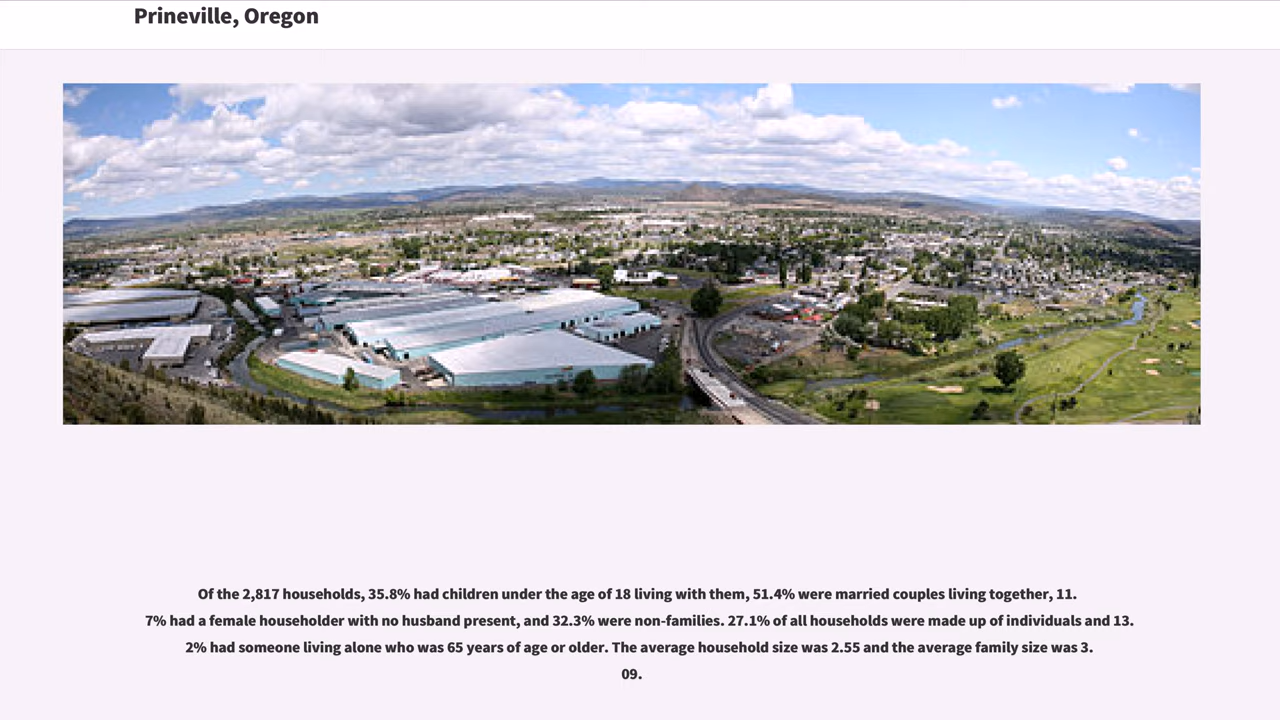 Prineville, Oregon
Of the 2,817 households, 35.8% had children under the age of 18 living with them, 51.4% were married couples living together, 11.
7% had a female householder with no husband present, and 32.3% were non-families. 27.1% of all households were made up of individuals and 13.
2% had someone living alone who was 65 years of age or older. The average household size was 2.55 and the average family size was 3.
09.